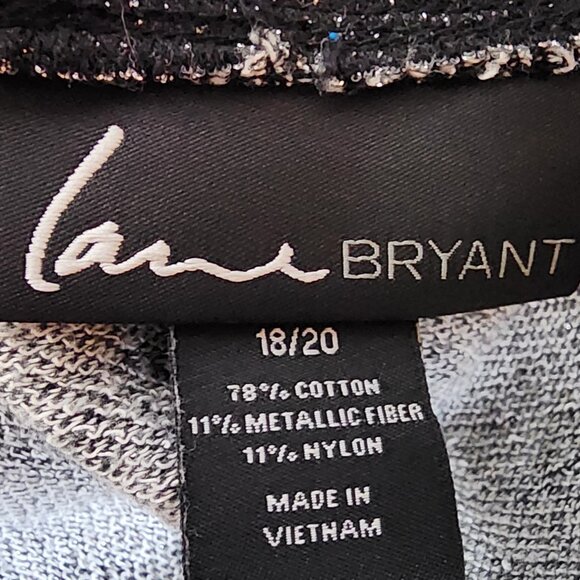 Lane BRYANT
18/20
78% COTTON
11% METALLIC FIBER
11% NYLON
MADE IN
VIETNAM